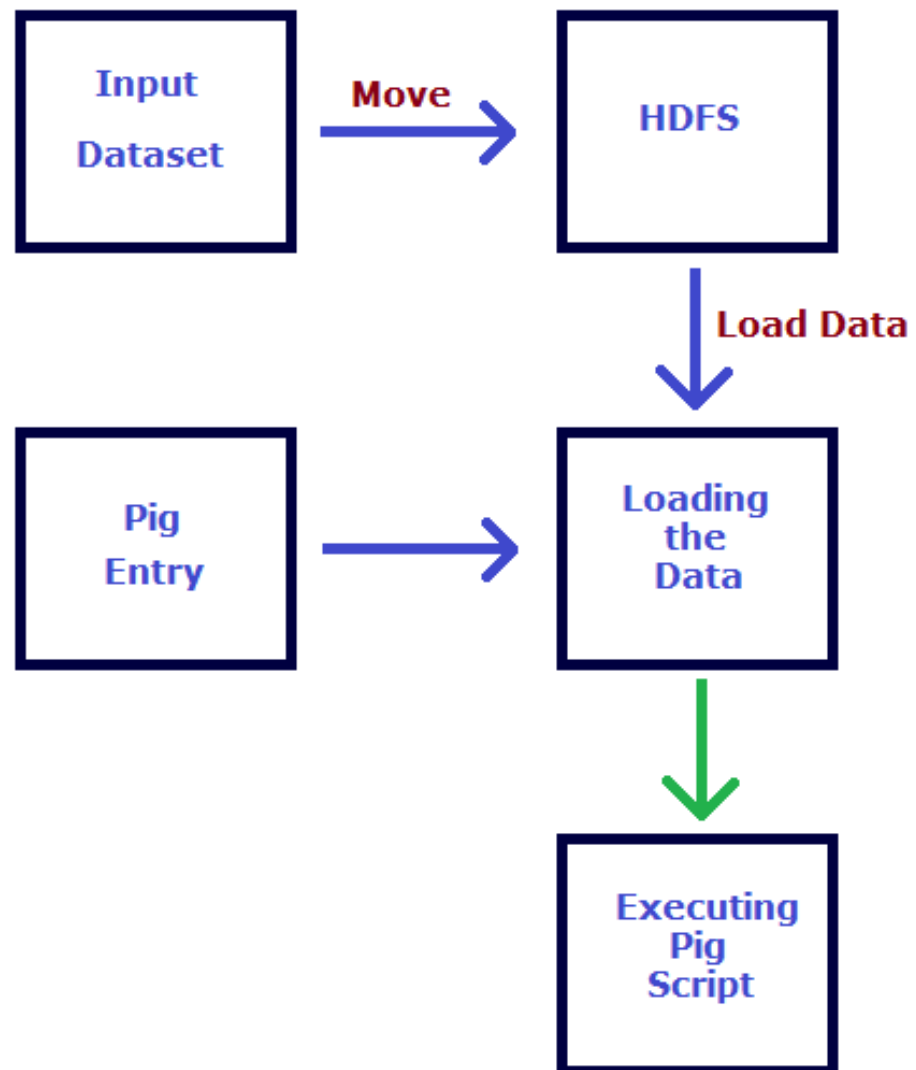 Input
Dataset
Move
HDFS
Load Data
Pig
Entry
Loading
the
Data
Executing
Pig
Script